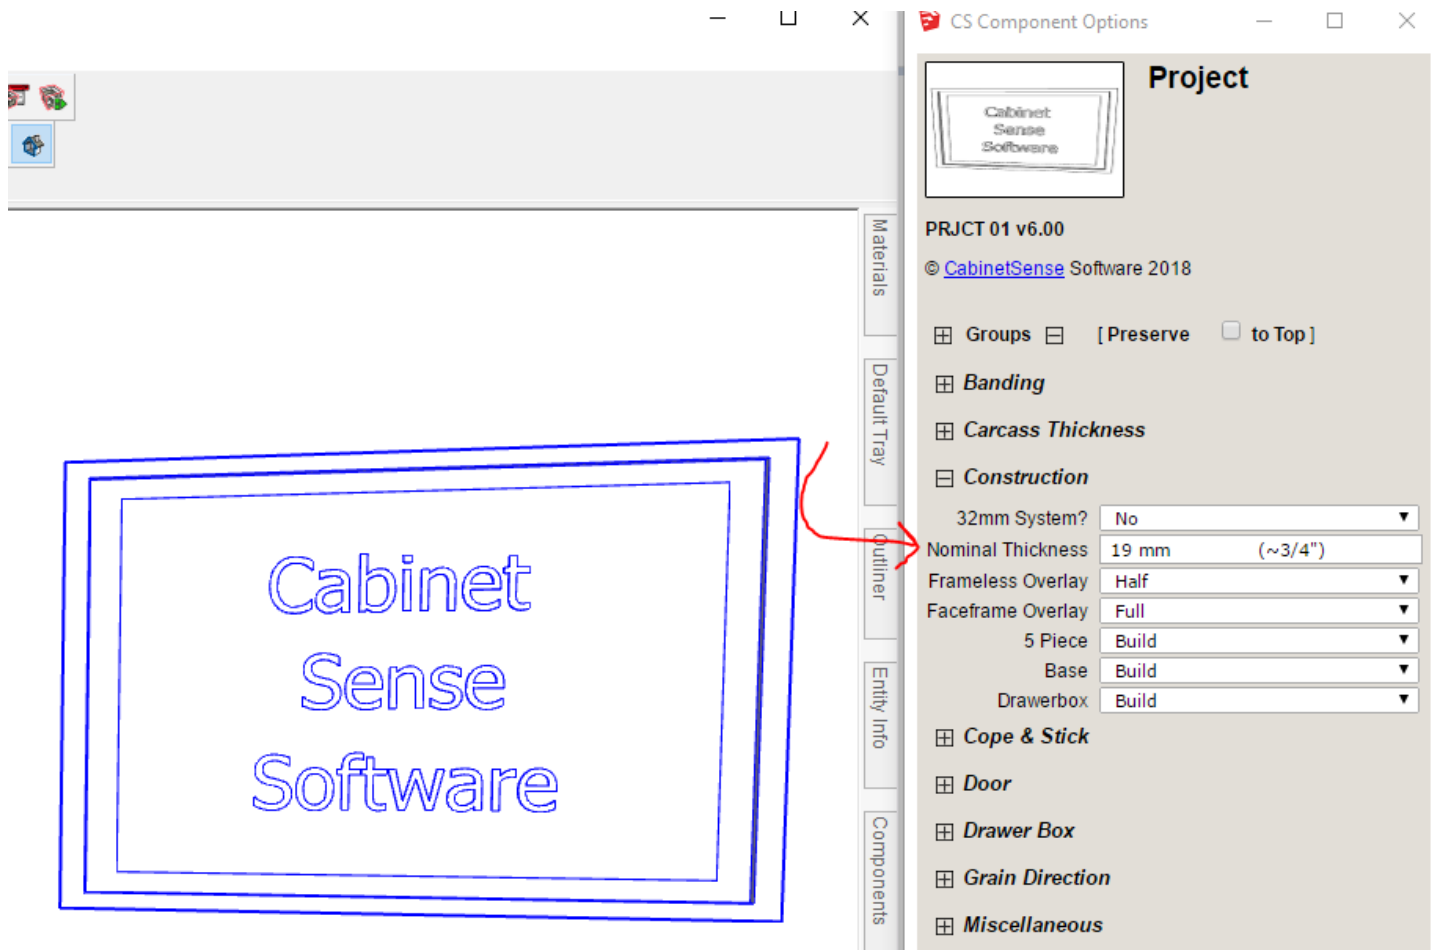 CS Component Options
Project
Cabinet
Sense
Software
PRJCT 01 v6.00
© CabinetSense Software 2018
Groups [ Preserve to Top ]
Banding
Carcass Thickness
Construction
32mm System? No
Nominal Thickness 19 mm (~3/4")
Frameless Overlay Half
Faceframe Overlay Full
5 Piece Build
Base Build
Drawerbox Build
Cope & Stick
Door
Drawer Box
Grain Direction
Miscellaneous
Materials
Default Tray
Outliner
Entity Info
Components
Cabinet
Sense
Software